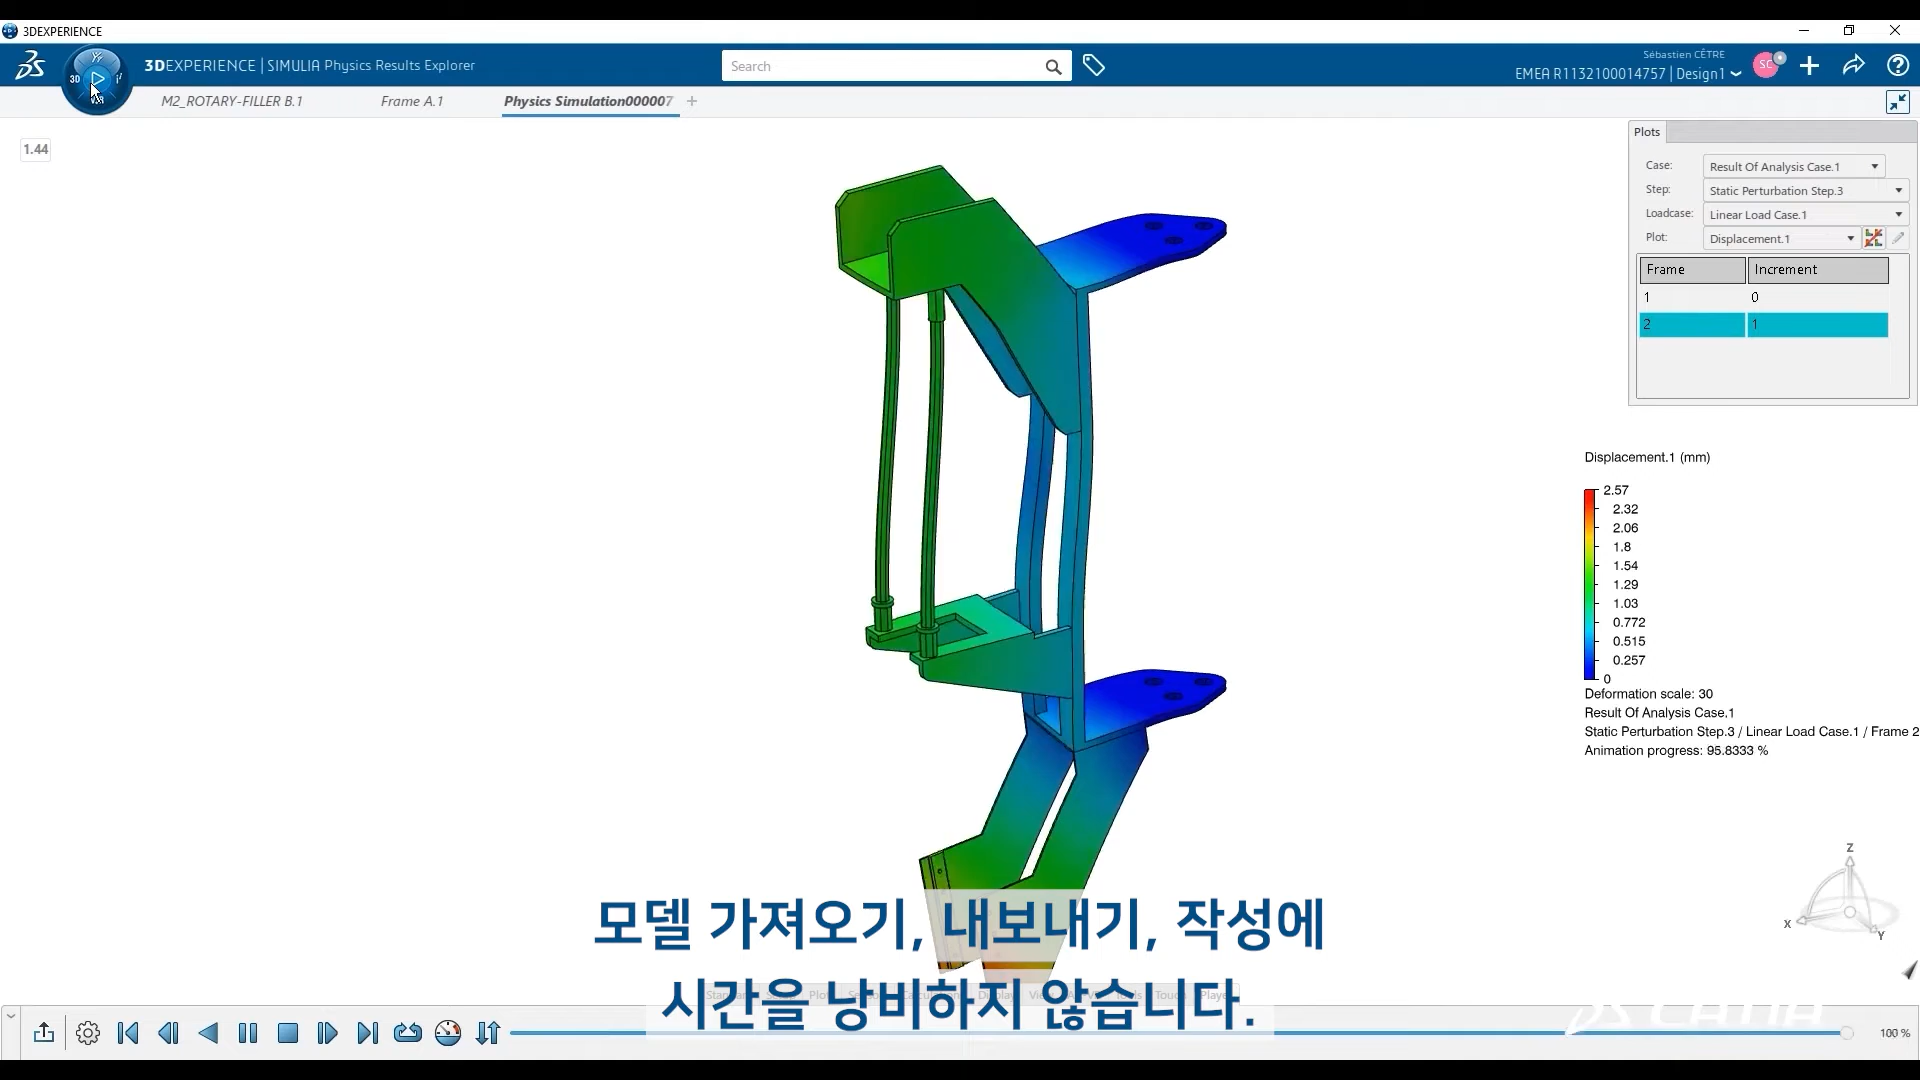 3DEXPERIENCE
3DEXPERIENCE | SIMULIA Physics Results Explorer
Search
Sébastien CÊTRE
EMEA R1132100014757 | Design1
SC
3D
V.R
M2_ROTARY-FILLER B.1
Frame A.1
Physics Simulation000007
1.44
Plots
Case: Result Of Analysis Case.1
Step: Static Perturbation Step.3
Loadcase: Linear Load Case.1
Plot: Displacement.1
Frame Increment
1 0
2 1
Displacement.1 (mm)
2.57
2.32
2.06
1.8
1.54
1.29
1.03
0.772
0.515
0.257
0
Deformation scale: 30
Result Of Analysis Case.1
Static Perturbation Step.3 / Linear Load Case.1 / Frame 2
Animation progress: 95.8333 %
Z
X
Y
모델 가져오기, 내보내기, 작성에
시간을 낭비하지 않습니다.
CATIA
100 %